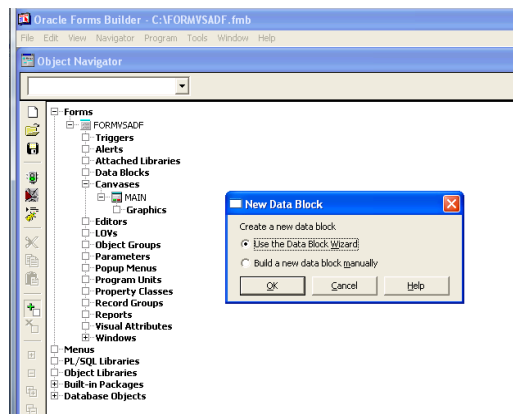 Oracle Forms Builder - C:\FORMVSADF.fmb
File Edit View Navigator Program Tools Window Help
Object Navigator
Forms
FORMVSADF
Triggers
Alerts
Attached Libraries
Data Blocks
Canvases
MAIN
Graphics
Editors
LOVs
Object Groups
Parameters
Popup Menus
Program Units
Property Classes
Record Groups
Reports
Visual Attributes
Windows
Menus
PL/SQL Libraries
Object Libraries
Built-in Packages
Database Objects
New Data Block
Create a new data block
Use the Data Block Wizard
Build a new data block manually
OK Cancel Help